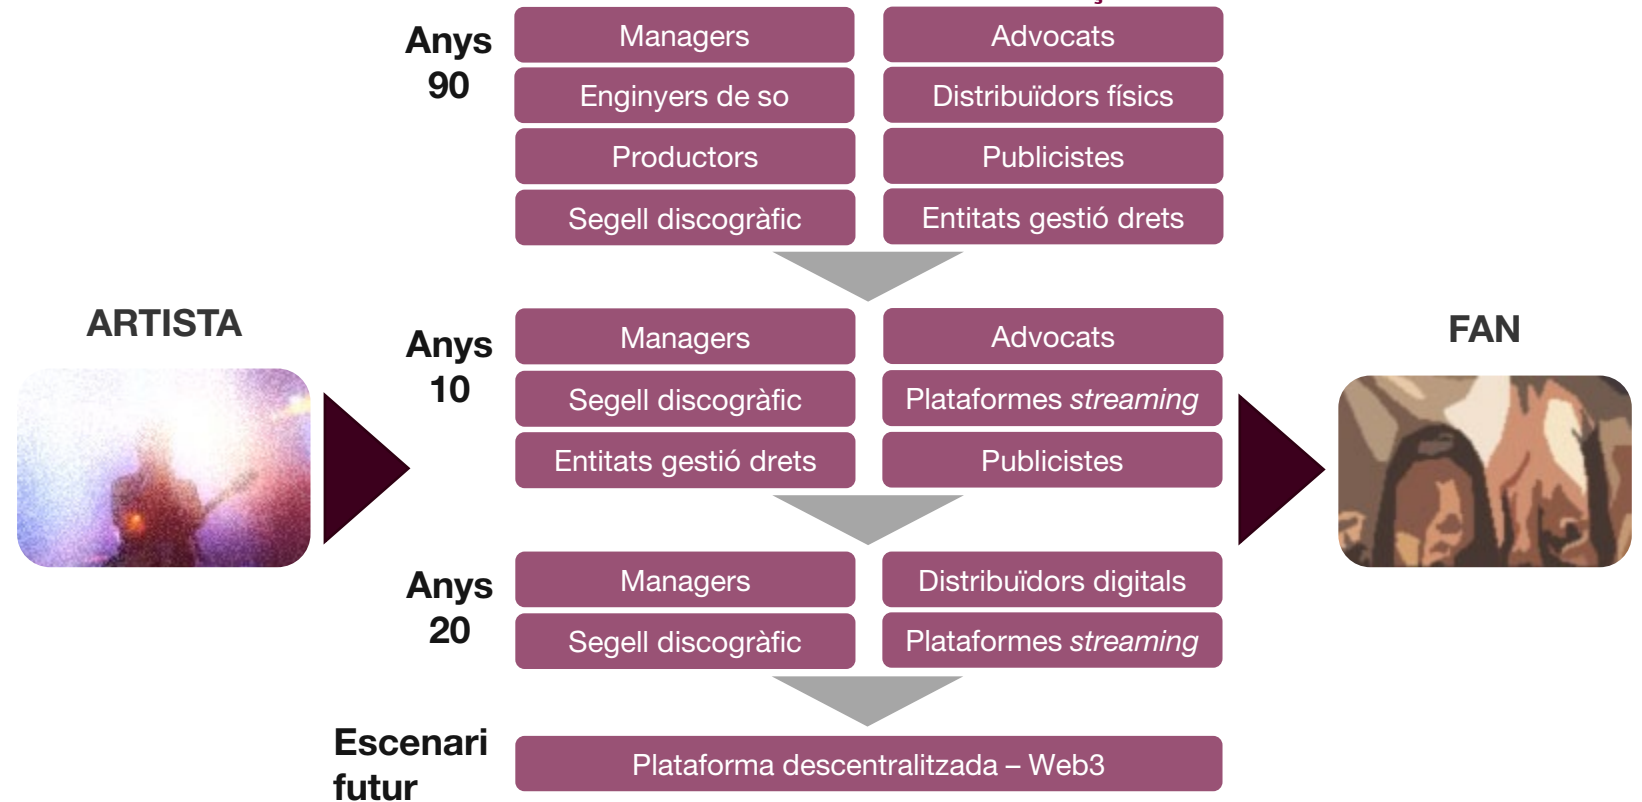 Anys
90
Managers
Advocats
Enginyers de so
Distribuïdors físics
Productors
Publicistes
Segell discogràfic
Entitats gestió drets
ARTISTA
Anys
10
Managers
Advocats
Segell discogràfic
Plataformes streaming
Entitats gestió drets
Publicistes
FAN
Anys
20
Managers
Distribuïdors digitals
Segell discogràfic
Plataformes streaming
Escenari
futur
Plataforma descentralitzada – Web3